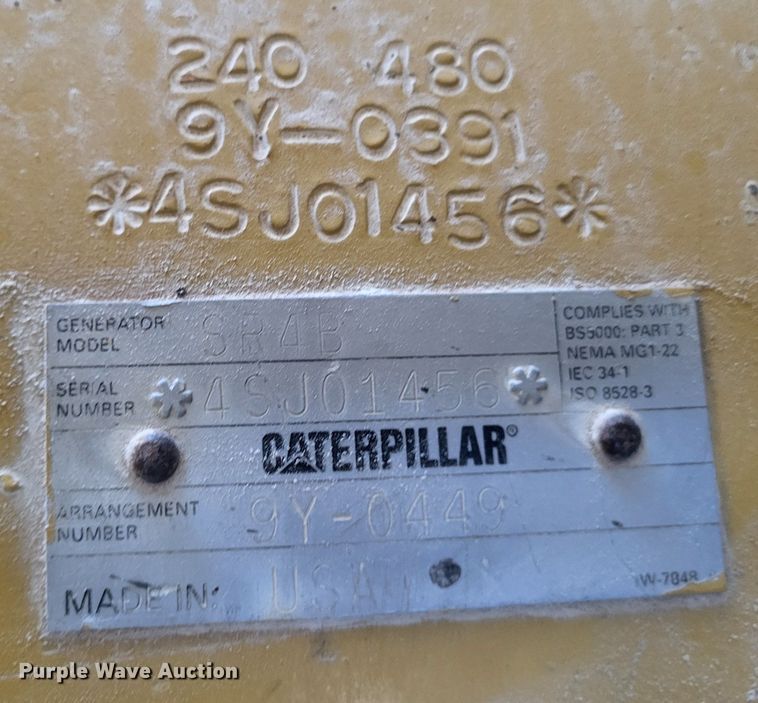 240 480
9Y-0391
*4SJ01456*
GENERATOR MODEL SR4B
SERIAL NUMBER *4SJ01456*
COMPLIES WITH
BS5000: PART 3
NEMA MG1-22
IEC 34-1
ISO 8528-3
CATERPILLAR®
ARRANGEMENT NUMBER 9Y-0449
MADE IN: USA
1W-7848
Purple Wave Auction